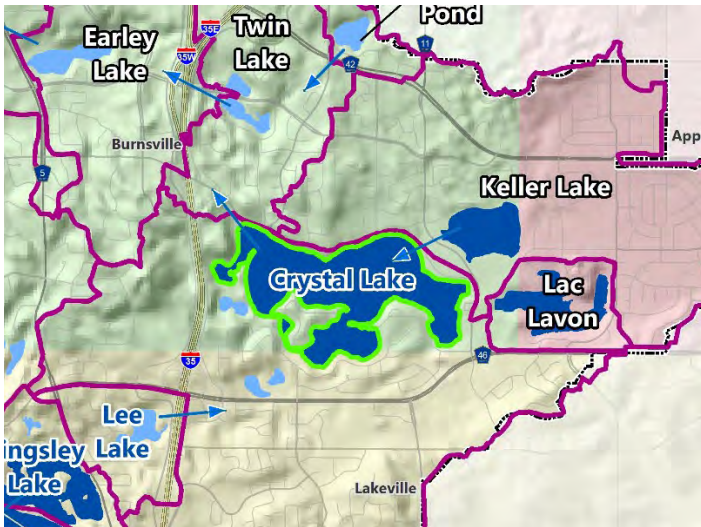 Pond
35E
Earley
Lake
Twin
Lake
35W
11
42
Burnsville
App
5
Keller Lake
Crystal Lake
Lac
Lavon
35
46
Lee
Lake
ingsley
Lake
Lakeville